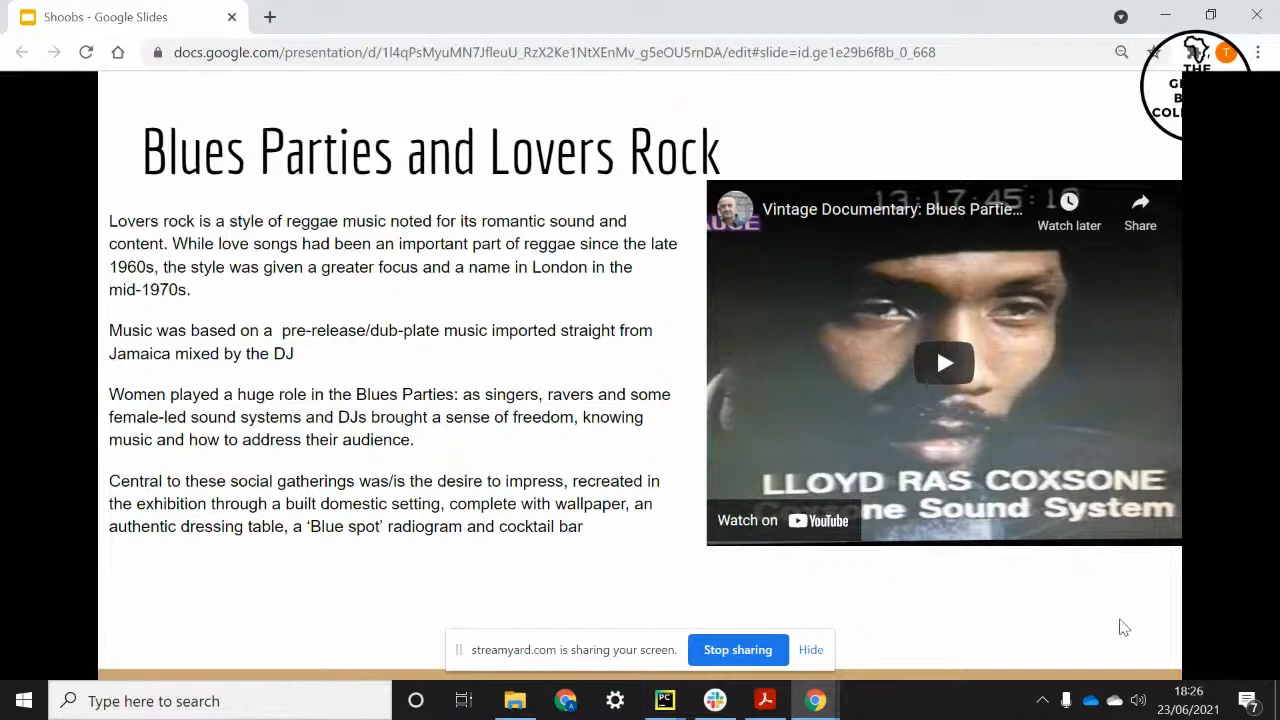 Shoobs - Google Slides
docs.google.com/presentation/d/1l4qPsMyuMN7JfleuU_RzX2Ke1NtXEnMv_g5eOU5rnDA/edit#slide=id.ge1e29b6f8b_0_668
T
THE
Blues Parties and Lovers Rock
Lovers rock is a style of reggae music noted for its romantic sound and
content. While love songs had been an important part of reggae since the late
1960s, the style was given a greater focus and a name in London in the
mid-1970s.
Music was based on a pre-release/dub-plate music imported straight from
Jamaica mixed by the DJ
Women played a huge role in the Blues Parties: as singers, ravers and some
female-led sound systems and DJs brought a sense of freedom, knowing
music and how to address their audience.
Central to these social gatherings was/is the desire to impress, recreated in
the exhibition through a built domestic setting, complete with wallpaper, an
authentic dressing table, a ‘Blue spot’ radiogram and cocktail bar
13:17:45:19
Vintage Documentary: Blues Partie...
Watch later
Share
LLOYD RAS COXSONE
Sound System
Watch on YouTube
streamyard.com is sharing your screen.
Stop sharing
Hide
Type here to search
PC
18:26
23/06/2021
7